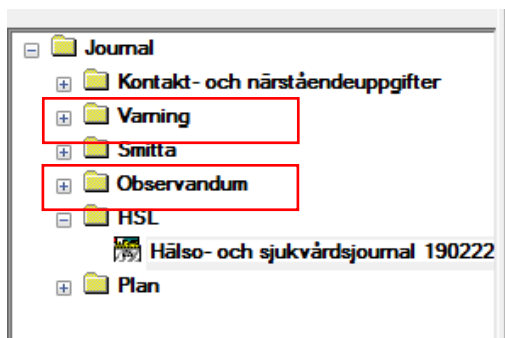 Journal
Kontakt- och närståendeuppgifter
Varning
Smitta
Observandum
HSL
Hälso- och sjukvårdsjournal 190222
Plan